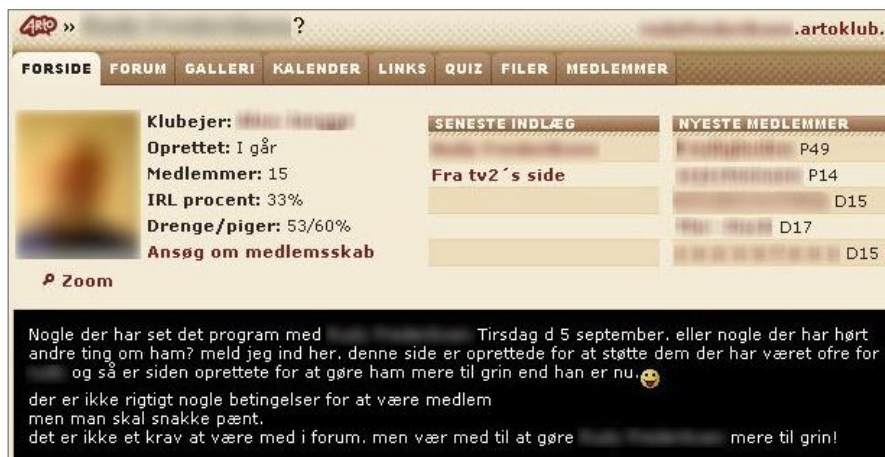 Arto » ?
.artoklub.
FORSIDE FORUM GALLERI KALENDER LINKS QUIZ FILER MEDLEMMER
Klubejer:
Oprettet: I går
Medlemmer: 15
IRL procent: 33%
Drenge/piger: 53/60%
Ansøg om medlemsskab
Zoom
SENESTE INDLÆG
Fra tv2´s side
NYESTE MEDLEMMER
P49
P14
D15
D17
D15
Nogle der har set det program med Tirsdag d 5 september. eller nogle der har hørt
andre ting om ham? meld jeg ind her. denne side er oprettede for at støtte dem der har været ofre for
og så er siden oprettete for at gøre ham mere til grin end han er nu.
der er ikke rigtigt nogle betingelser for at være medlem
men man skal snakke pænt.
det er ikke et krav at være med i forum. men vær med til at gøre mere til grin!